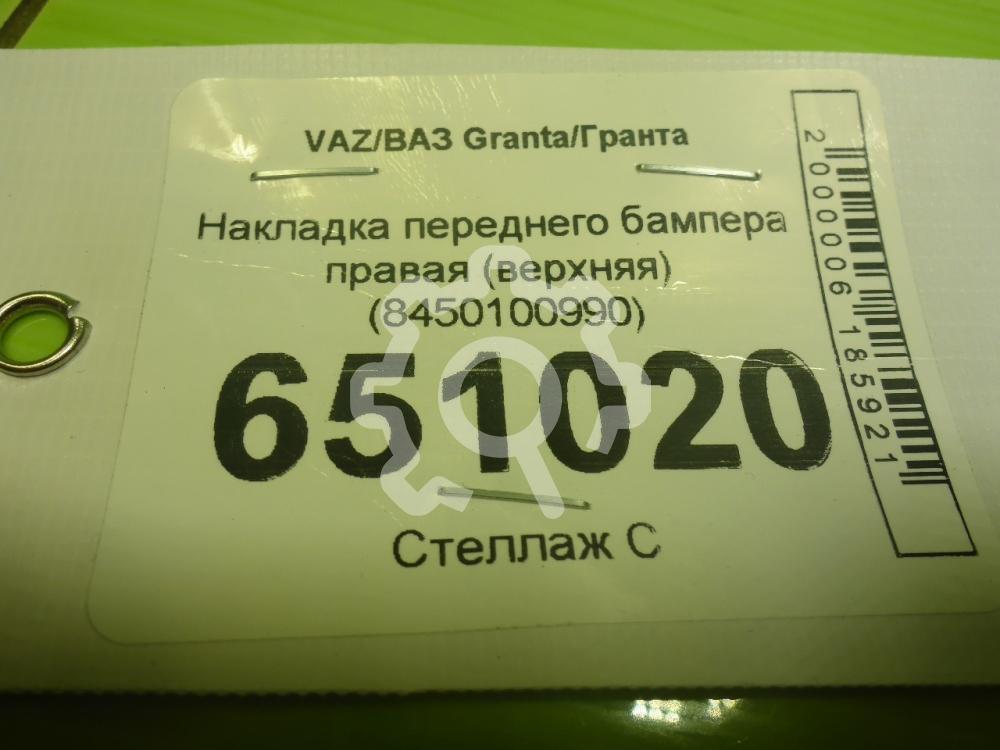 VAZ/ВАЗ Granta/Гранта
Накладка переднего бампера
правая (верхняя)
(8450100990)
651020
Стеллаж С
2000006185921